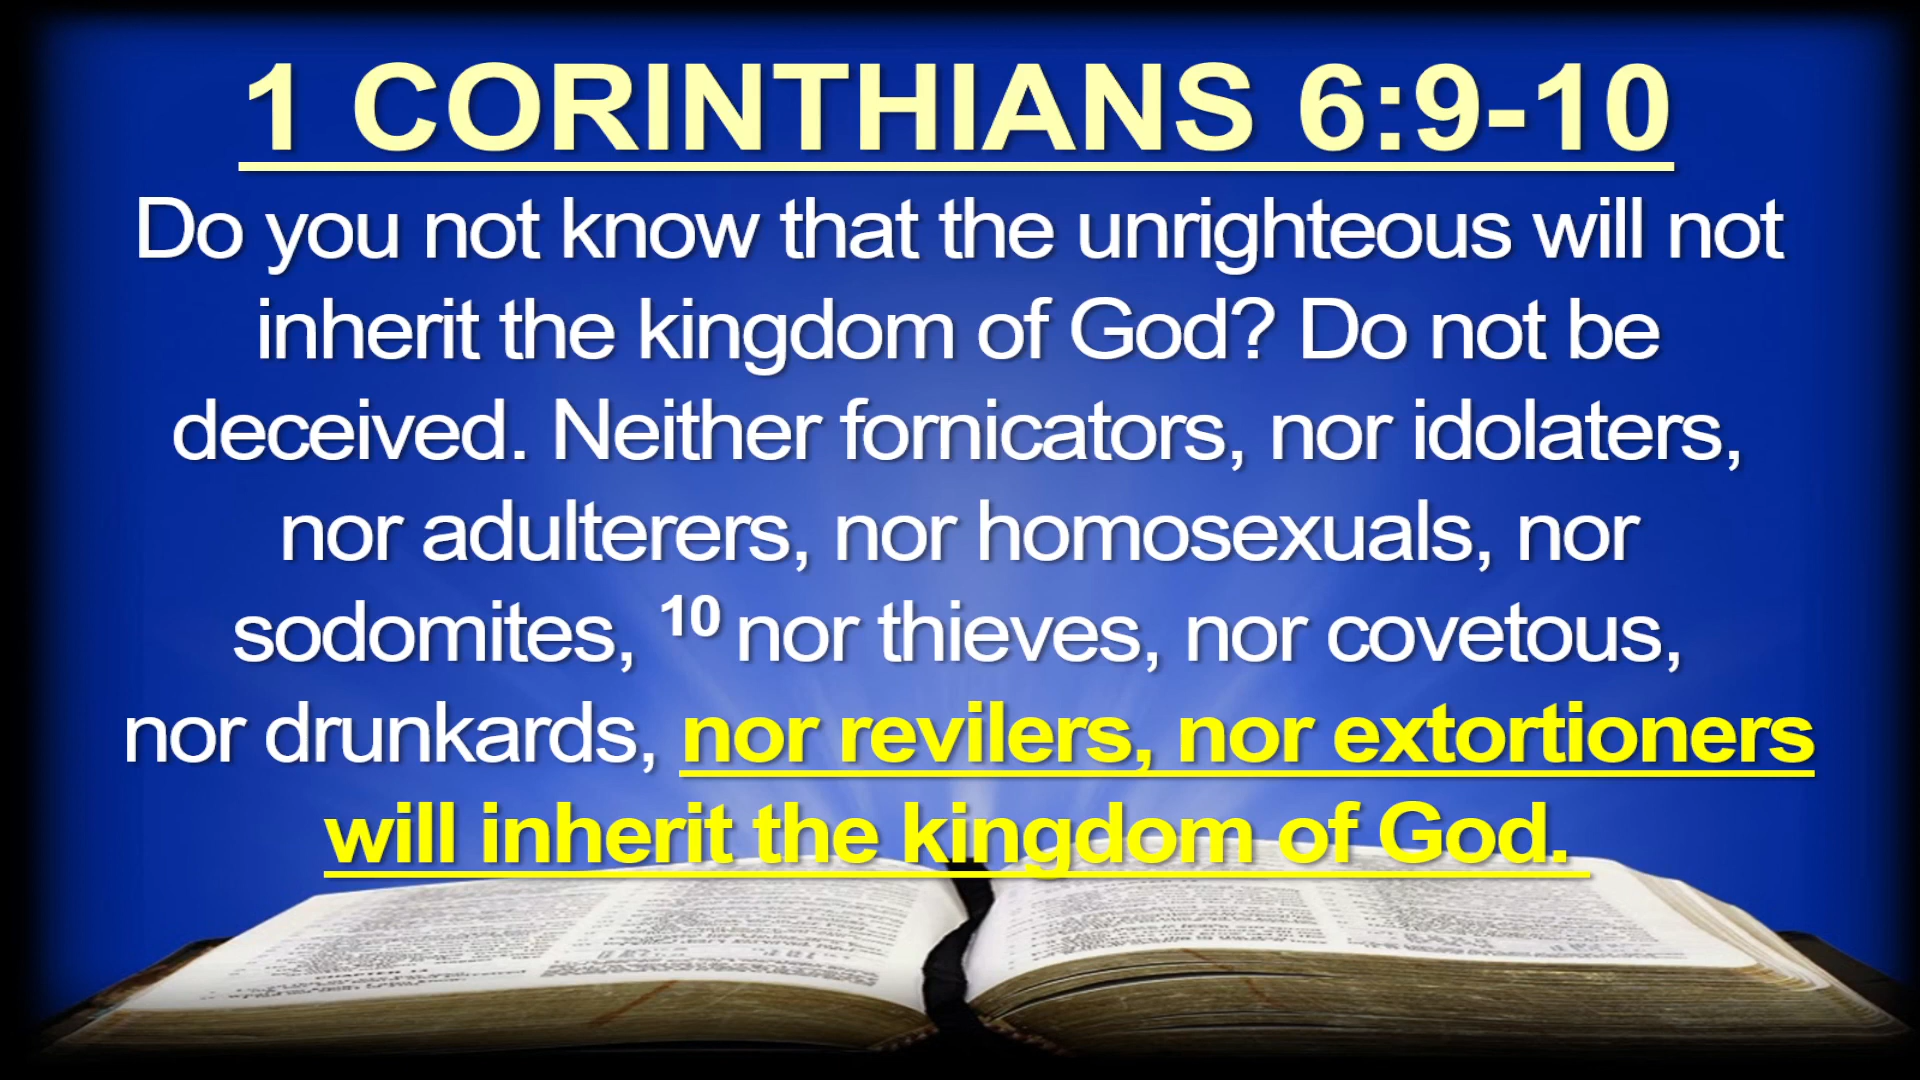 1 CORINTHIANS 6:9-10
Do you not know that the unrighteous will not
inherit the kingdom of God? Do not be
deceived. Neither fornicators, nor idolaters,
nor adulterers, nor homosexuals, nor
sodomites, 10 nor thieves, nor covetous,
nor drunkards, nor revilers, nor extortioners
will inherit the kingdom of God.